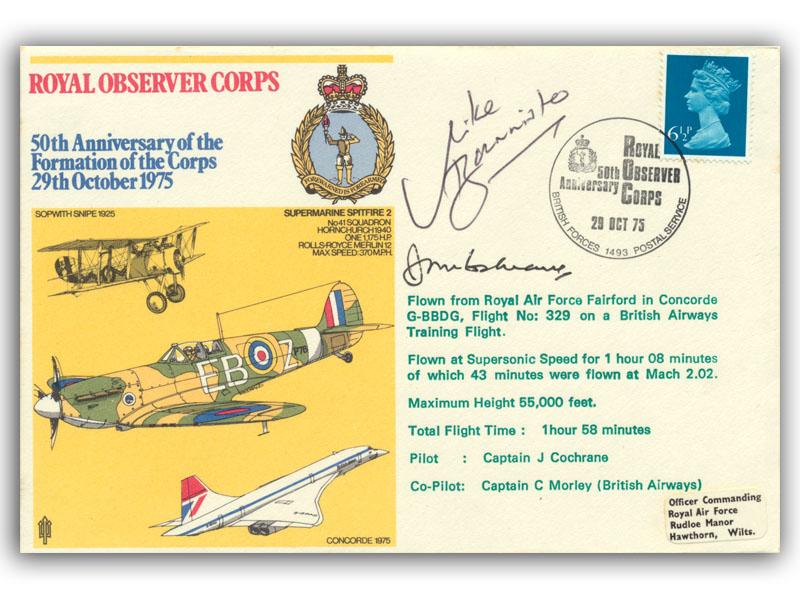 ROYAL OBSERVER CORPS
50th Anniversary of the
Formation of the Corps
29th October 1975
FOREWARNED IS FOREARMED
SOPWITH SNIPE 1925
SUPERMARINE SPITFIRE 2
No 41 SQUADRON
HORNCHURCH 1940
ONE 1,175 H.P.
ROLLS-ROYCE MERLIN 12
MAX SPEED: 370 M.P.H.
EB Z
CONCORDE 1975
Mike Bannister
6½P
ROYAL
50th OBSERVER
Anniversary CORPS
29 OCT 75
BRITISH FORCES 1493 POSTAL SERVICE
Flown from Royal Air Force Fairford in Concorde
G-BBDG, Flight No: 329 on a British Airways
Training Flight.
Flown at Supersonic Speed for 1 hour 08 minutes
of which 43 minutes were flown at Mach 2.02.
Maximum Height 55,000 feet.
Total Flight Time : 1hour 58 minutes
Pilot : Captain J Cochrane
Co-Pilot: Captain C Morley (British Airways)
Officer Commanding
Royal Air Force
Rudloe Manor
Hawthorn, Wilts.